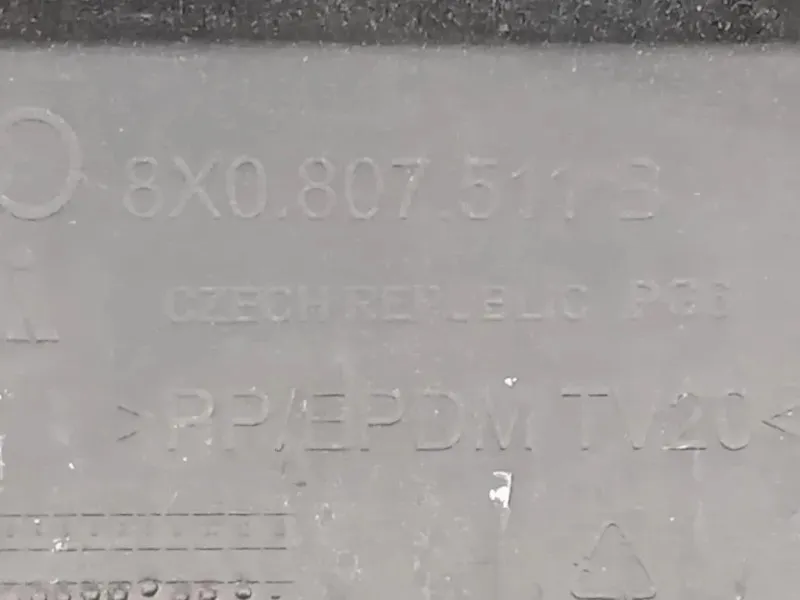 8X0.807.511 B
CZECH REPUBLIC
>PP/EPDM TV20<